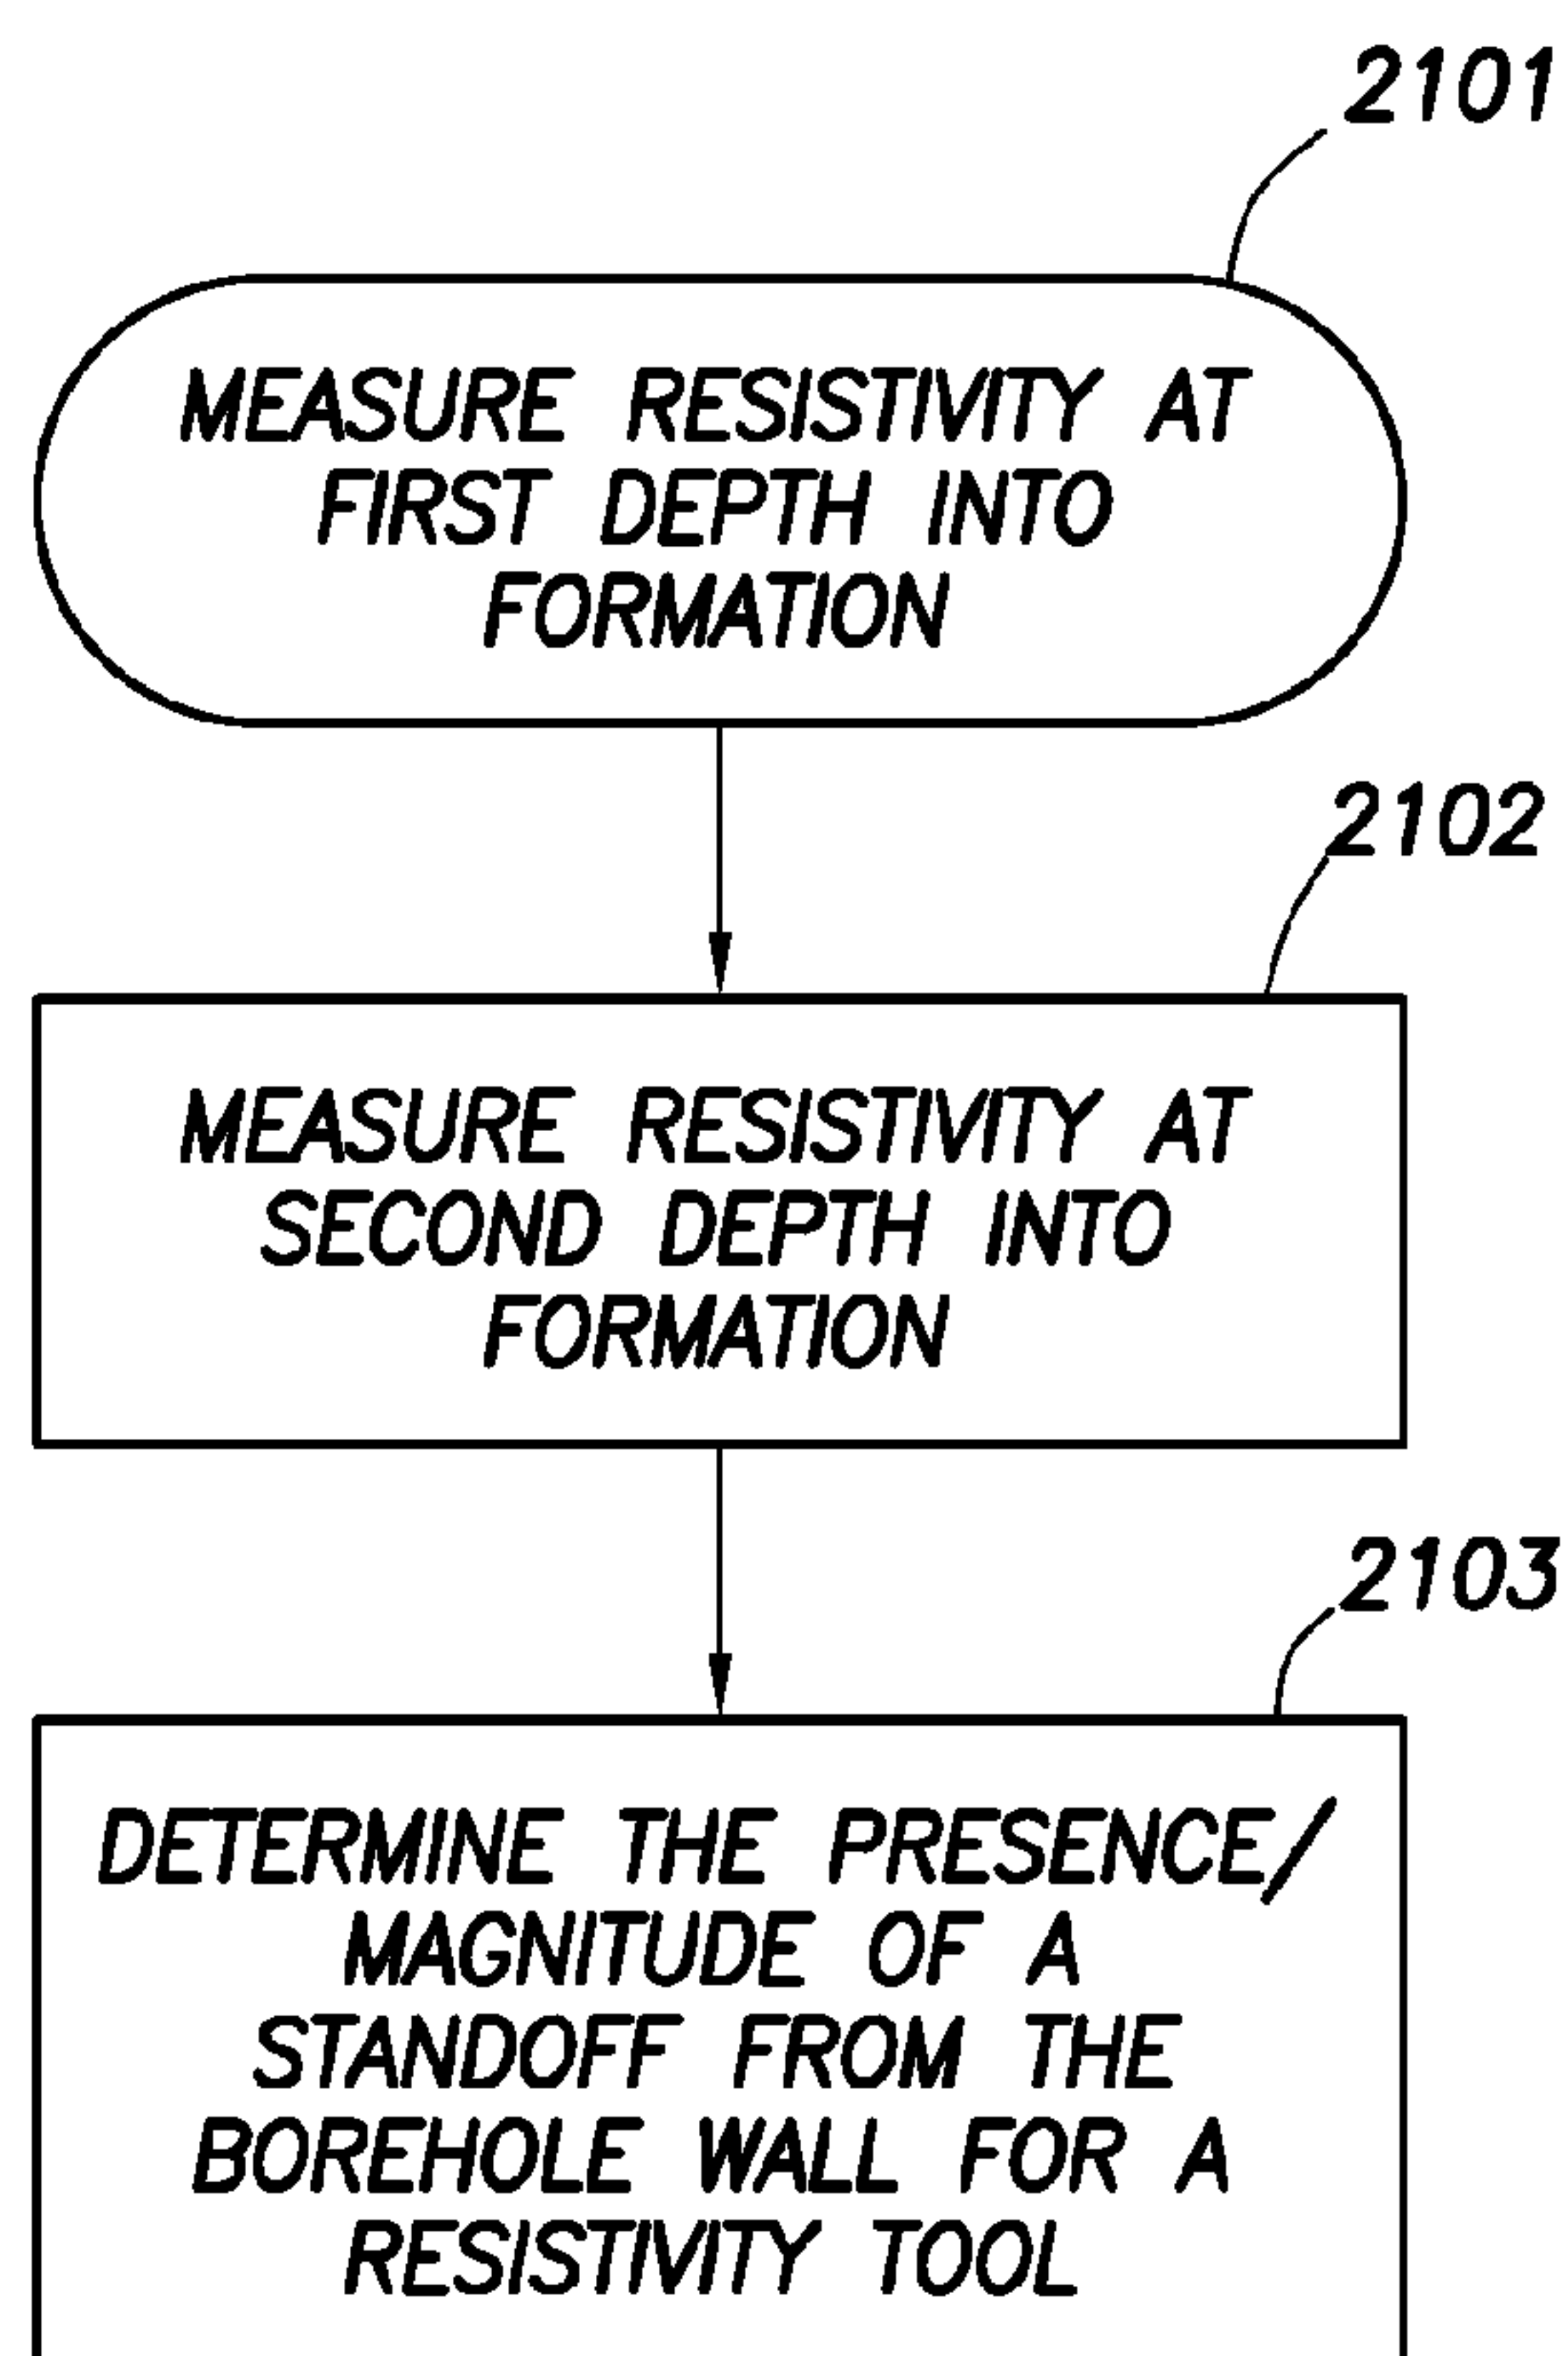 2101
MEASURE RESISTIVITY AT
FIRST DEPTH INTO
FORMATION
2102
MEASURE RESISTIVITY AT
SECOND DEPTH INTO
FORMATION
2103
DETERMINE THE PRESENCE/
MAGNITUDE OF A
STANDOFF FROM THE
BOREHOLE WALL FOR A
RESISTIVITY TOOL